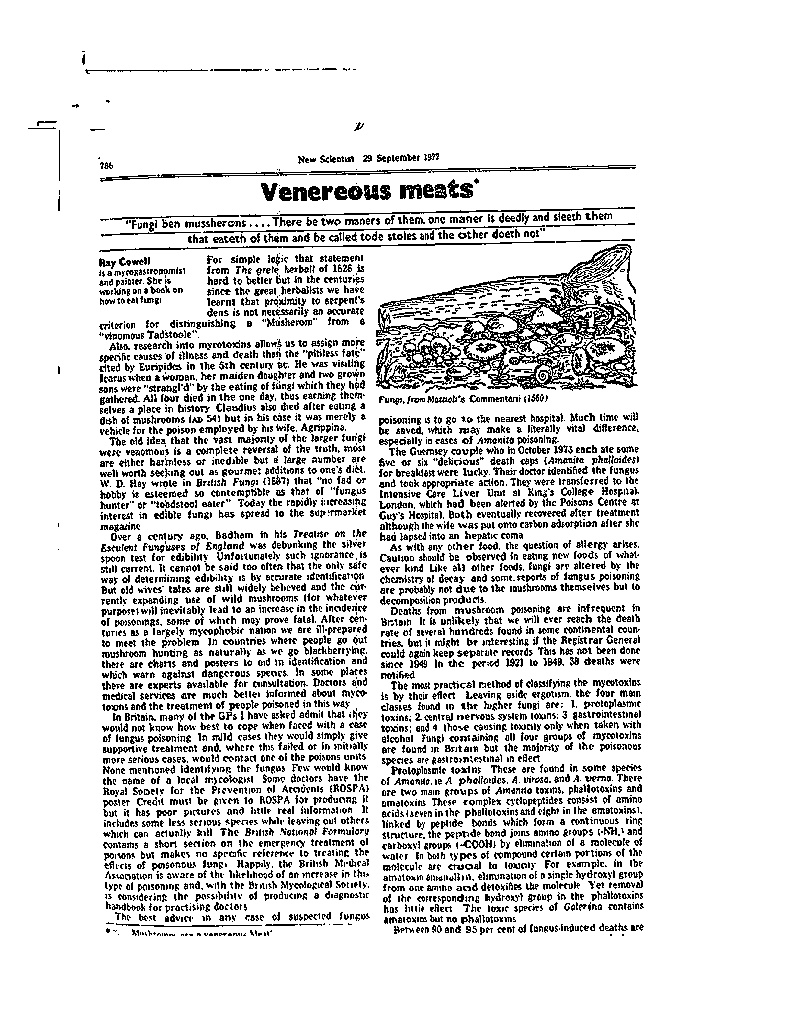 786
New Scientist 29 September 1977
Venereous meats*
"Fungi ben mussherons .... There be two maners of them. one maner is deedly and sleeth them
that eateth of them and be called tode stoles and the other doeth not"
Ray Cowell
is a mycogastronomist
and painter. She is
working on a book on
how to eat fungi
For simple logic that statement
from The grete herball of 1526 is
hard to better but in the centuries
since the great herbalists we have
learnt that proximity to serpent's
dens is not necessarily an accurate
criterion for distinguishing a "Musherom" from a
"vinomous Tadstoole".
Also, research into mycotoxins allows us to assign more
specific causes of illness and death than the "pitiless fate"
cited by Euripides in the 5th century BC. He was visiting
Icarus when a woman, her maiden daughter and two grown
sons were "strangl'd" by the eating of fungi which they had
gathered. All four died in the one day, thus earning them-
selves a place in history Claudius also died after eating a
dish of mushrooms (AD 54) but in his case it was merely a
vehicle for the poison employed by his wife, Agrippina.
The old idea that the vast majority of the larger fungi
were venomous is a complete reversal of the truth, most
are either harmless or inedible but a large number are
well worth seeking out as gourmet additions to one's diet.
W. D. Hay wrote in British Fungi (1887) that "no fad or
hobby is esteemed so contemptible as that of "fungus
hunter" or "toadstool eater" Today the rapidly increasing
interest in edible fungi has spread to the supermarket
magazine
Over a century ago, Badham in his Treatise on the
Esculent Funguses of England was debunking the silver
spoon test for edibility Unfortunately such ignorance is
still current. It cannot be said too often that the only safe
way of determining edibility is by accurate identification
But old wives' tales are still widely believed and the cur-
rently expanding use of wild mushrooms (for whatever
purpose) will inevitably lead to an increase in the incidence
of poisonings, some of which may prove fatal. After cen-
turies as a largely mycophobic nation we are ill-prepared
to meet the problem In countries where people go out
mushroom hunting as naturally as we go blackberrying,
there are charts and posters to aid in identification and
which warn against dangerous species. In some places
there are experts available for consultation. Doctors and
medical services are much better informed about myco-
toxins and the treatment of people poisoned in this way
In Britain, many of the GPs I have asked admit that they
would not know how best to cope when faced with a case
of fungus poisoning In mild cases they would simply give
supportive treatment and, where this failed or in initially
more serious cases, would contact one of the poisons units
None mentioned identifying the fungus Few would know
the name of a local mycologist Some doctors have the
Royal Society for the Prevention of Accidents (ROSPA)
poster Credit must be given to ROSPA for producing it
but it has poor pictures and little real information It
includes some less serious species while leaving out others
which can actually kill The British National Formulary
contains a short section on the emergency treatment of
poisons but makes no specific reference to treating the
effects of poisonous fungi Happily, the British Medical
Association is aware of the likelihood of an increase in this
type of poisoning and, with the British Mycological Society,
is considering the possibility of producing a diagnostic
handbook for practising doctors
The best advice in any case of suspected fungus
Fungi, from Mattioli's Commentarii (1560)
poisoning is to go to the nearest hospital. Much time will
be saved, which may make a literally vital difference,
especially in cases of Amanita poisoning.
The Guernsey couple who in October 1973 each ate some
five or six "delicious" death caps (Amanita phalloides)
for breakfast were lucky. Their doctor identified the fungus
and took appropriate action. They were transferred to the
Intensive Care Liver Unit at King's College Hospital,
London, which had been alerted by the Poisons Centre at
Guy's Hospital. Both eventually recovered after treatment
although the wife was put onto carbon adsorption after she
had lapsed into an hepatic coma
As with any other food, the question of allergy arises.
Caution should be observed in eating new foods of what-
ever kind Like all other foods, fungi are altered by the
chemistry of decay and some reports of fungus poisoning
are probably not due to the mushrooms themselves but to
decomposition products.
Deaths from mushroom poisoning are infrequent in
Britain It is unlikely that we will ever reach the death
rate of several hundreds found in some continental coun-
tries, but it might be interesting if the Registrar General
could again keep separate records This has not been done
since 1949 In the period 1921 to 1949, 38 deaths were
notified
The most practical method of classifying the mycotoxins
is by their effect Leaving aside ergotism, the four main
classes found in the higher fungi are: 1. protoplasmic
toxins; 2 central nervous system toxins; 3 gastrointestinal
toxins; and 4 those causing toxicity only when taken with
alcohol Fungi containing all four groups of mycotoxins
are found in Britain but the majority of the poisonous
species are gastrointestinal in effect
Protoplasmic toxins These are found in some species
of Amanita, ie A. phalloides, A. virosa, and A. verna. There
are two main groups of Amanita toxins, phallotoxins and
amatoxins These complex cyclopeptides consist of amino
acids (seven in the phallotoxins and eight in the amatoxins),
linked by peptide bonds which form a continuous ring
structure, the peptide bond joins amino groups (-NH₂) and
carboxyl groups (-COOH) by elimination of a molecule of
water In both types of compound certain portions of the
molecule are crucial to toxicity For example, in the
amatoxin amanullin, elimination of a single hydroxyl group
from one amino acid detoxifies the molecule Yet removal
of the corresponding hydroxyl group in the phallotoxins
has little effect The toxic species of Galerina contains
amatoxin but no phallotoxins
Between 90 and 95 per cent of fungus-induced deaths are